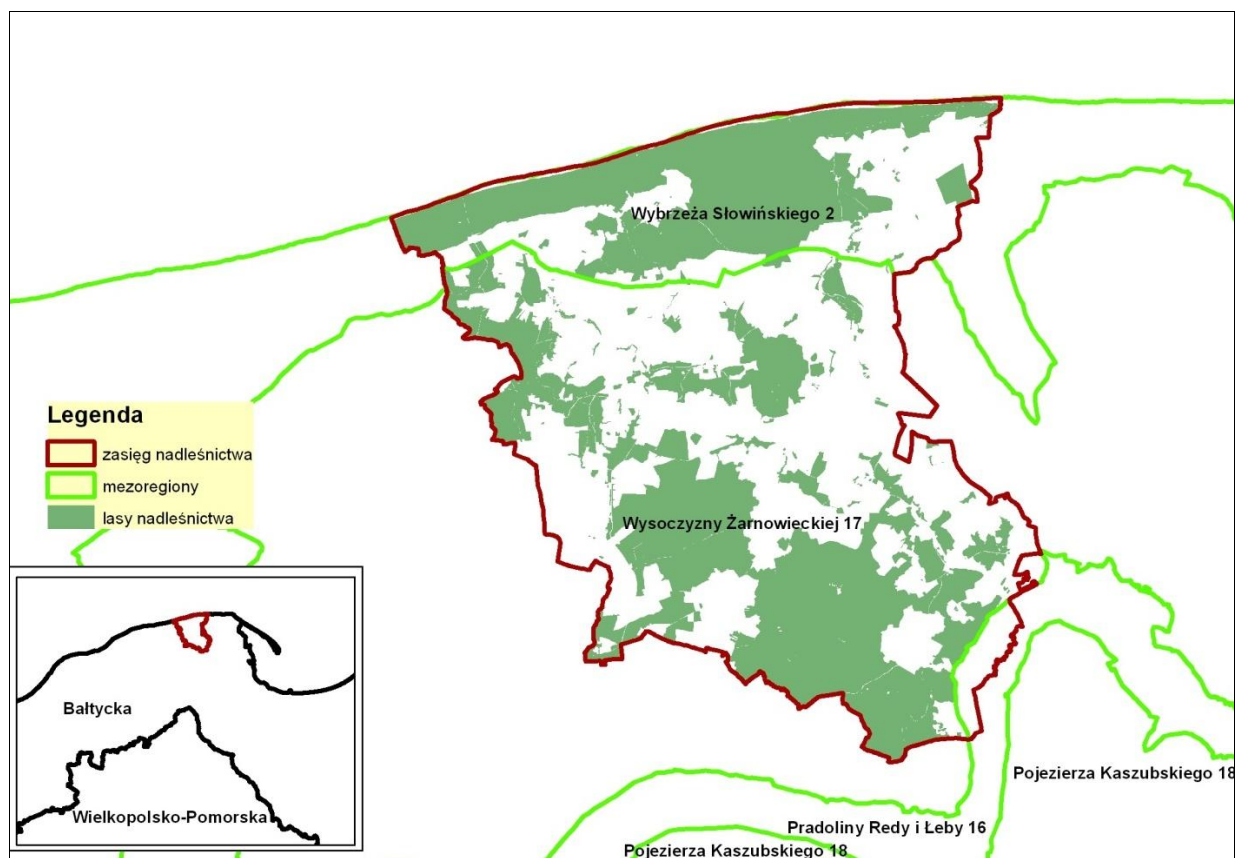 Wybrzeża Słowińskiego 2
Legenda
zasięg nadleśnictwa
mezoregiony
lasy nadleśnictwa
Wysoczyzny Żarnowieckiej 17
Bałtycka
Wielkopolsko-Pomorska
Pojezierza Kaszubskiego 18
Pradoliny Redy i Łeby 16
Pojezierza Kaszubskiego 18